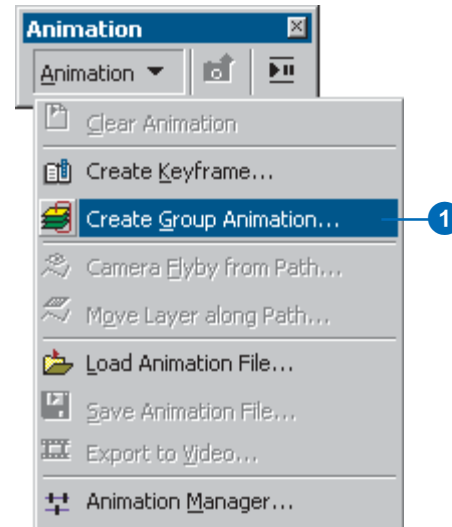 Animation
Animation
Clear Animation
Create Keyframe...
Create Group Animation...
1
Camera Flyby from Path...
Move Layer along Path...
Load Animation File...
Save Animation File...
Export to Video...
Animation Manager...